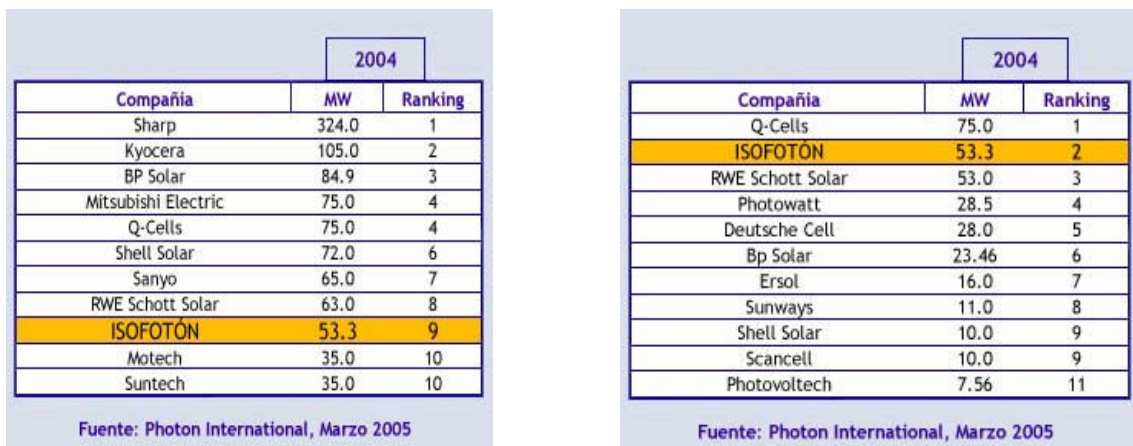 2004
Compañia MW Ranking
Sharp 324.0 1
Kyocera 105.0 2
BP Solar 84.9 3
Mitsubishi Electric 75.0 4
Q-Cells 75.0 4
Shell Solar 72.0 6
Sanyo 65.0 7
RWE Schott Solar 63.0 8
ISOFOTÓN 53.3 9
Motech 35.0 10
Suntech 35.0 10
Fuente: Photon International, Marzo 2005
2004
Compañia MW Ranking
Q-Cells 75.0 1
ISOFOTÓN 53.3 2
RWE Schott Solar 53.0 3
Photowatt 28.5 4
Deutsche Cell 28.0 5
Bp Solar 23.46 6
Ersol 16.0 7
Sunways 11.0 8
Shell Solar 10.0 9
Scancell 10.0 9
Photovoltech 7.56 11
Fuente: Photon International, Marzo 2005